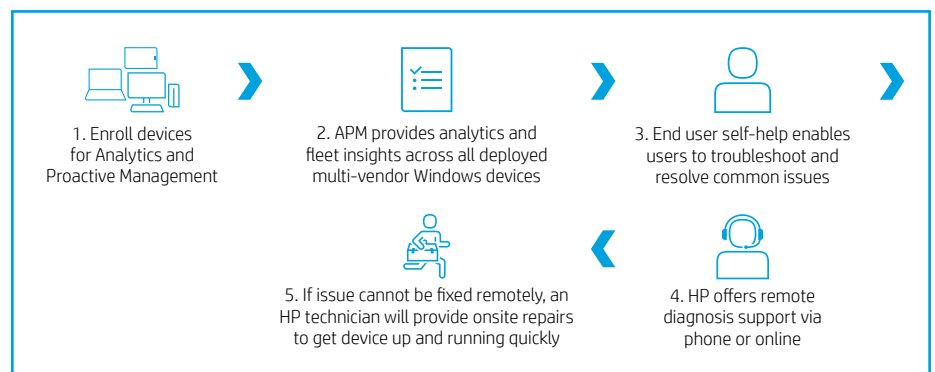 1. Enroll devices
for Analytics and
Proactive Management
2. APM provides analytics and
fleet insights across all deployed
multi-vendor Windows devices
3. End user self-help enables
users to troubleshoot and
resolve common issues
4. HP offers remote
diagnosis support via
phone or online
5. If issue cannot be fixed remotely, an
HP technician will provide onsite repairs
to get device up and running quickly